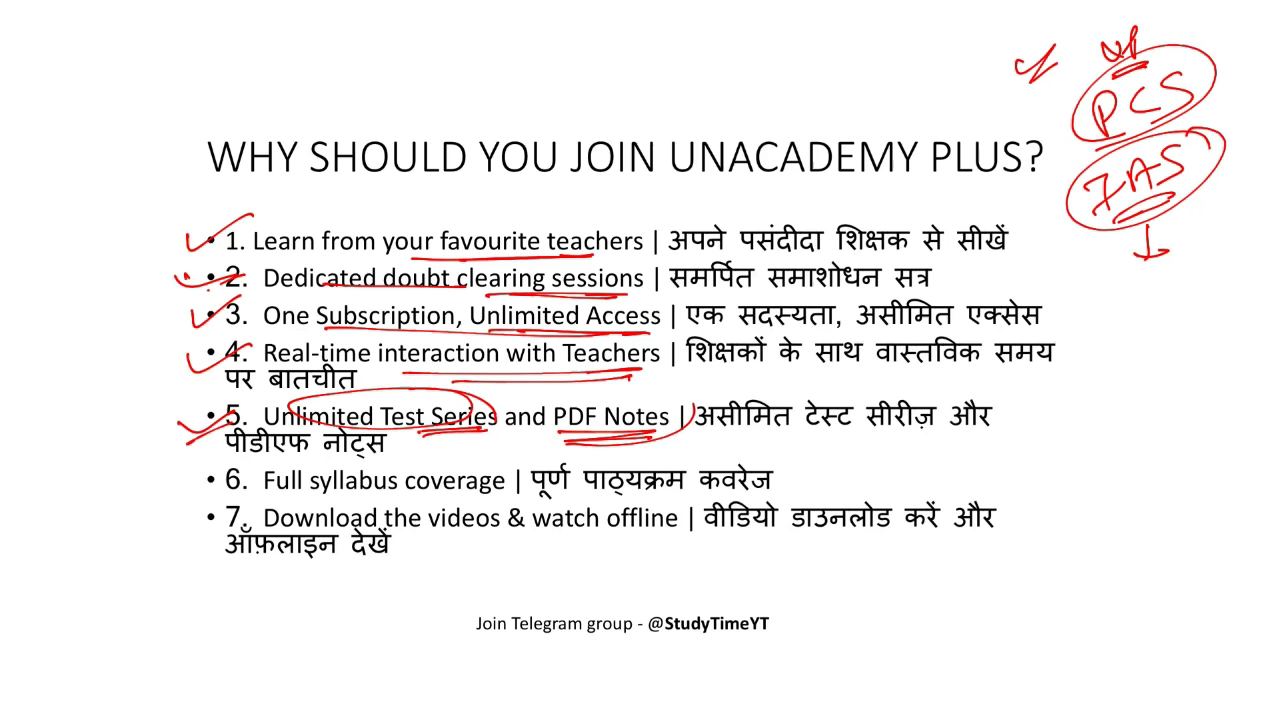 UP
PCS
WHY SHOULD YOU JOIN UNACADEMY PLUS?
IAS
• 1. Learn from your favourite teachers | अपने पसंदीदा शिक्षक से सीखें
• 2. Dedicated doubt clearing sessions | समर्पित समाशोधन सत्र
• 3. One Subscription, Unlimited Access | एक सदस्यता, असीमित एक्सेस
• 4. Real-time interaction with Teachers | शिक्षकों के साथ वास्तविक समय
पर बातचीत
• 5. Unlimited Test Series and PDF Notes | असीमित टेस्ट सीरीज़ और
पीडीएफ नोट्स
• 6. Full syllabus coverage | पूर्ण पाठ्यक्रम कवरेज
• 7. Download the videos & watch offline | वीडियो डाउनलोड करें और
ऑफ़लाइन देखें
Join Telegram group - @StudyTimeYT